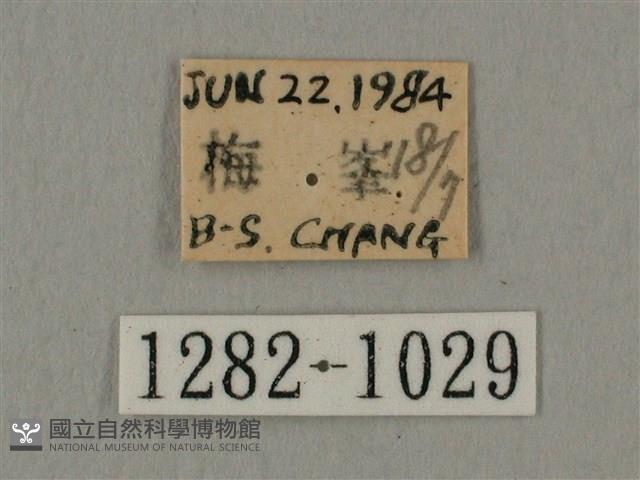 JUN 22.1984
梅 峯 18/7
B-S. CHANG
1282-1029
國立自然科學博物館
NATIONAL MUSEUM OF NATURAL SCIENCE